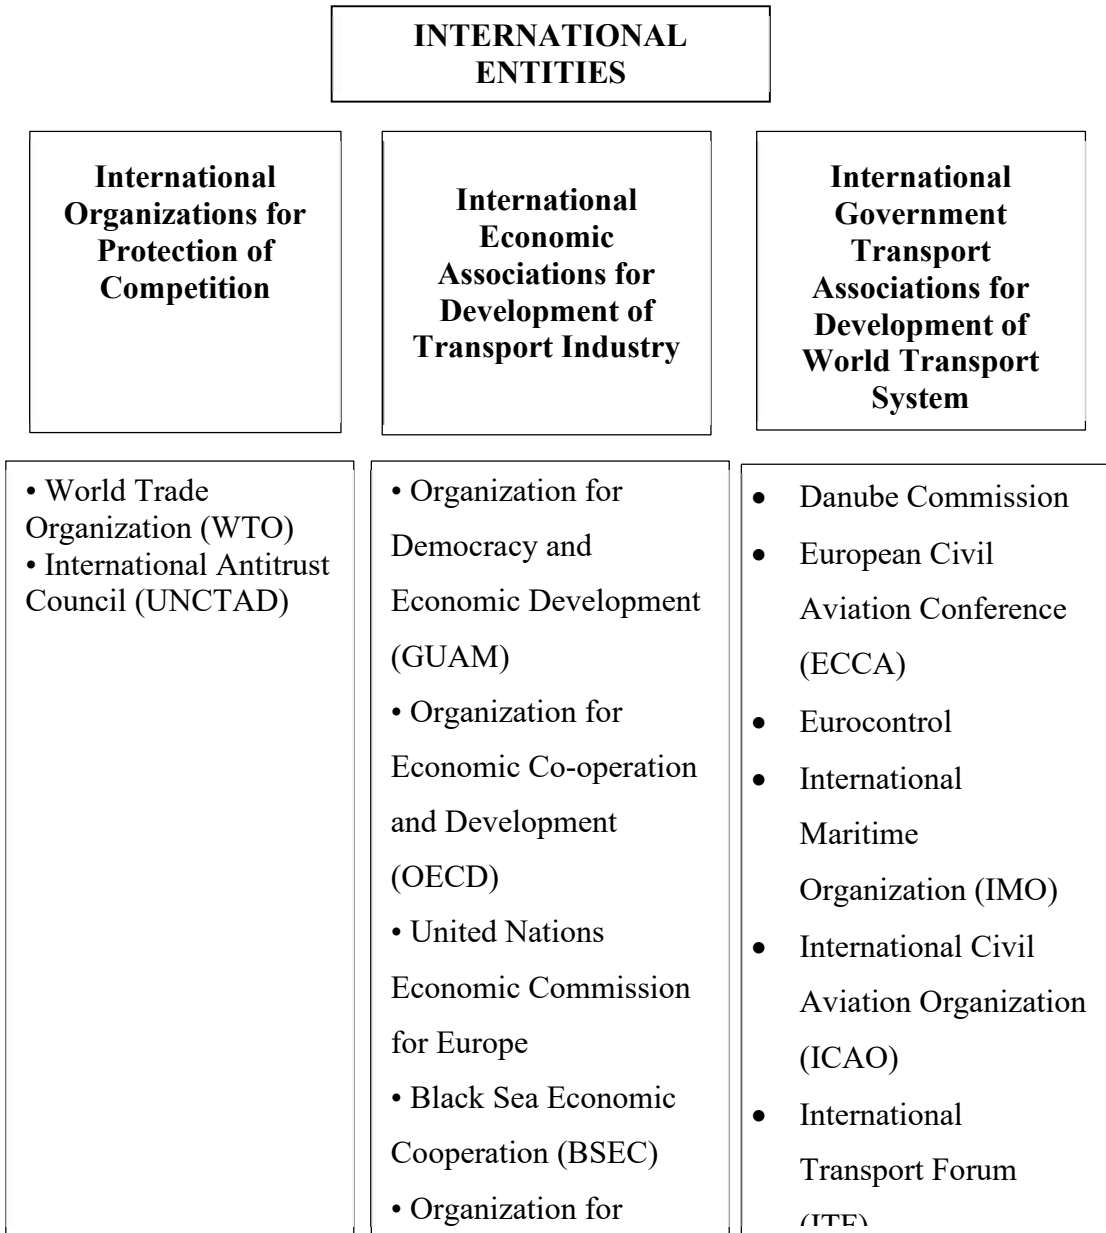 INTERNATIONAL
ENTITIES
International
Organizations for
Protection of
Competition
International
Economic
Associations for
Development of
Transport Industry
International
Government
Transport
Associations for
Development of
World Transport
System
• World Trade
Organization (WTO)
• International Antitrust
Council (UNCTAD)
• Organization for
Democracy and
Economic Development
(GUAM)
• Organization for
Economic Co-operation
and Development
(OECD)
• United Nations
Economic Commission
for Europe
• Black Sea Economic
Cooperation (BSEC)
• Organization for
• Danube Commission
• European Civil
Aviation Conference
(ECCA)
• Eurocontrol
• International
Maritime
Organization (IMO)
• International Civil
Aviation Organization
(ICAO)
• International
Transport Forum
(ITF)